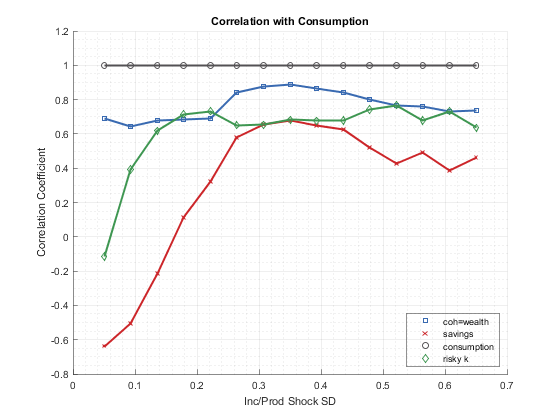 Correlation with Consumption
1.2
1
0.8
0.6
0.4
0.2
0
-0.2
-0.4
-0.6
-0.8
Correlation Coefficient
0 0.1 0.2 0.3 0.4 0.5 0.6 0.7
Inc/Prod Shock SD
coh=wealth
savings
consumption
risky k